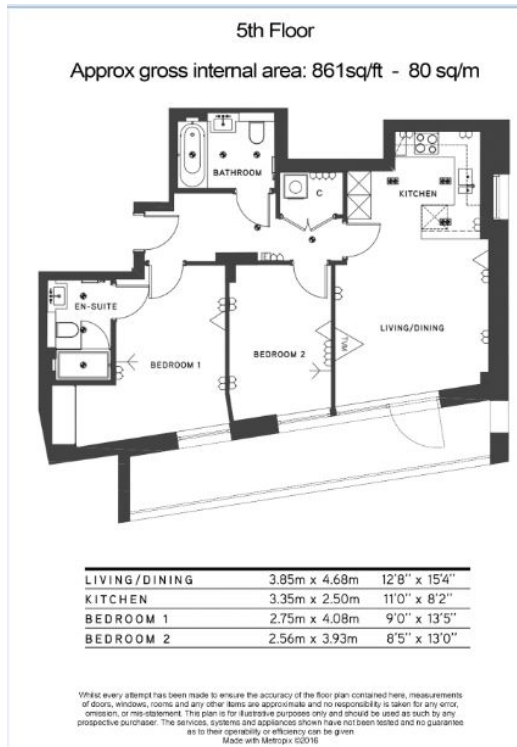 5th Floor
Approx gross internal area: 861sq/ft - 80 sq/m
BATHROOM
C
KITCHEN
EN-SUITE
BEDROOM 1
BEDROOM 2
TVM
LIVING/DINING
LIVING/DINING 3.85m x 4.68m 12'8" x 15'4"
KITCHEN 3.35m x 2.50m 11'0" x 8'2"
BEDROOM 1 2.75m x 4.08m 9'0" x 13'5"
BEDROOM 2 2.56m x 3.93m 8'5" x 13'0"
Whilst every attempt has been made to ensure the accuracy of the floor plan contained here, measurements
of doors, windows, rooms and any other items are approximate and no responsibility is taken for any error,
omission, or mis-statement. This plan is for illustrative purposes only and should be used as such by any
prospective purchaser. The services, systems and appliances shown have not been tested and no guarantee
as to their operability or efficiency can be given
Made with Metropix ©2016